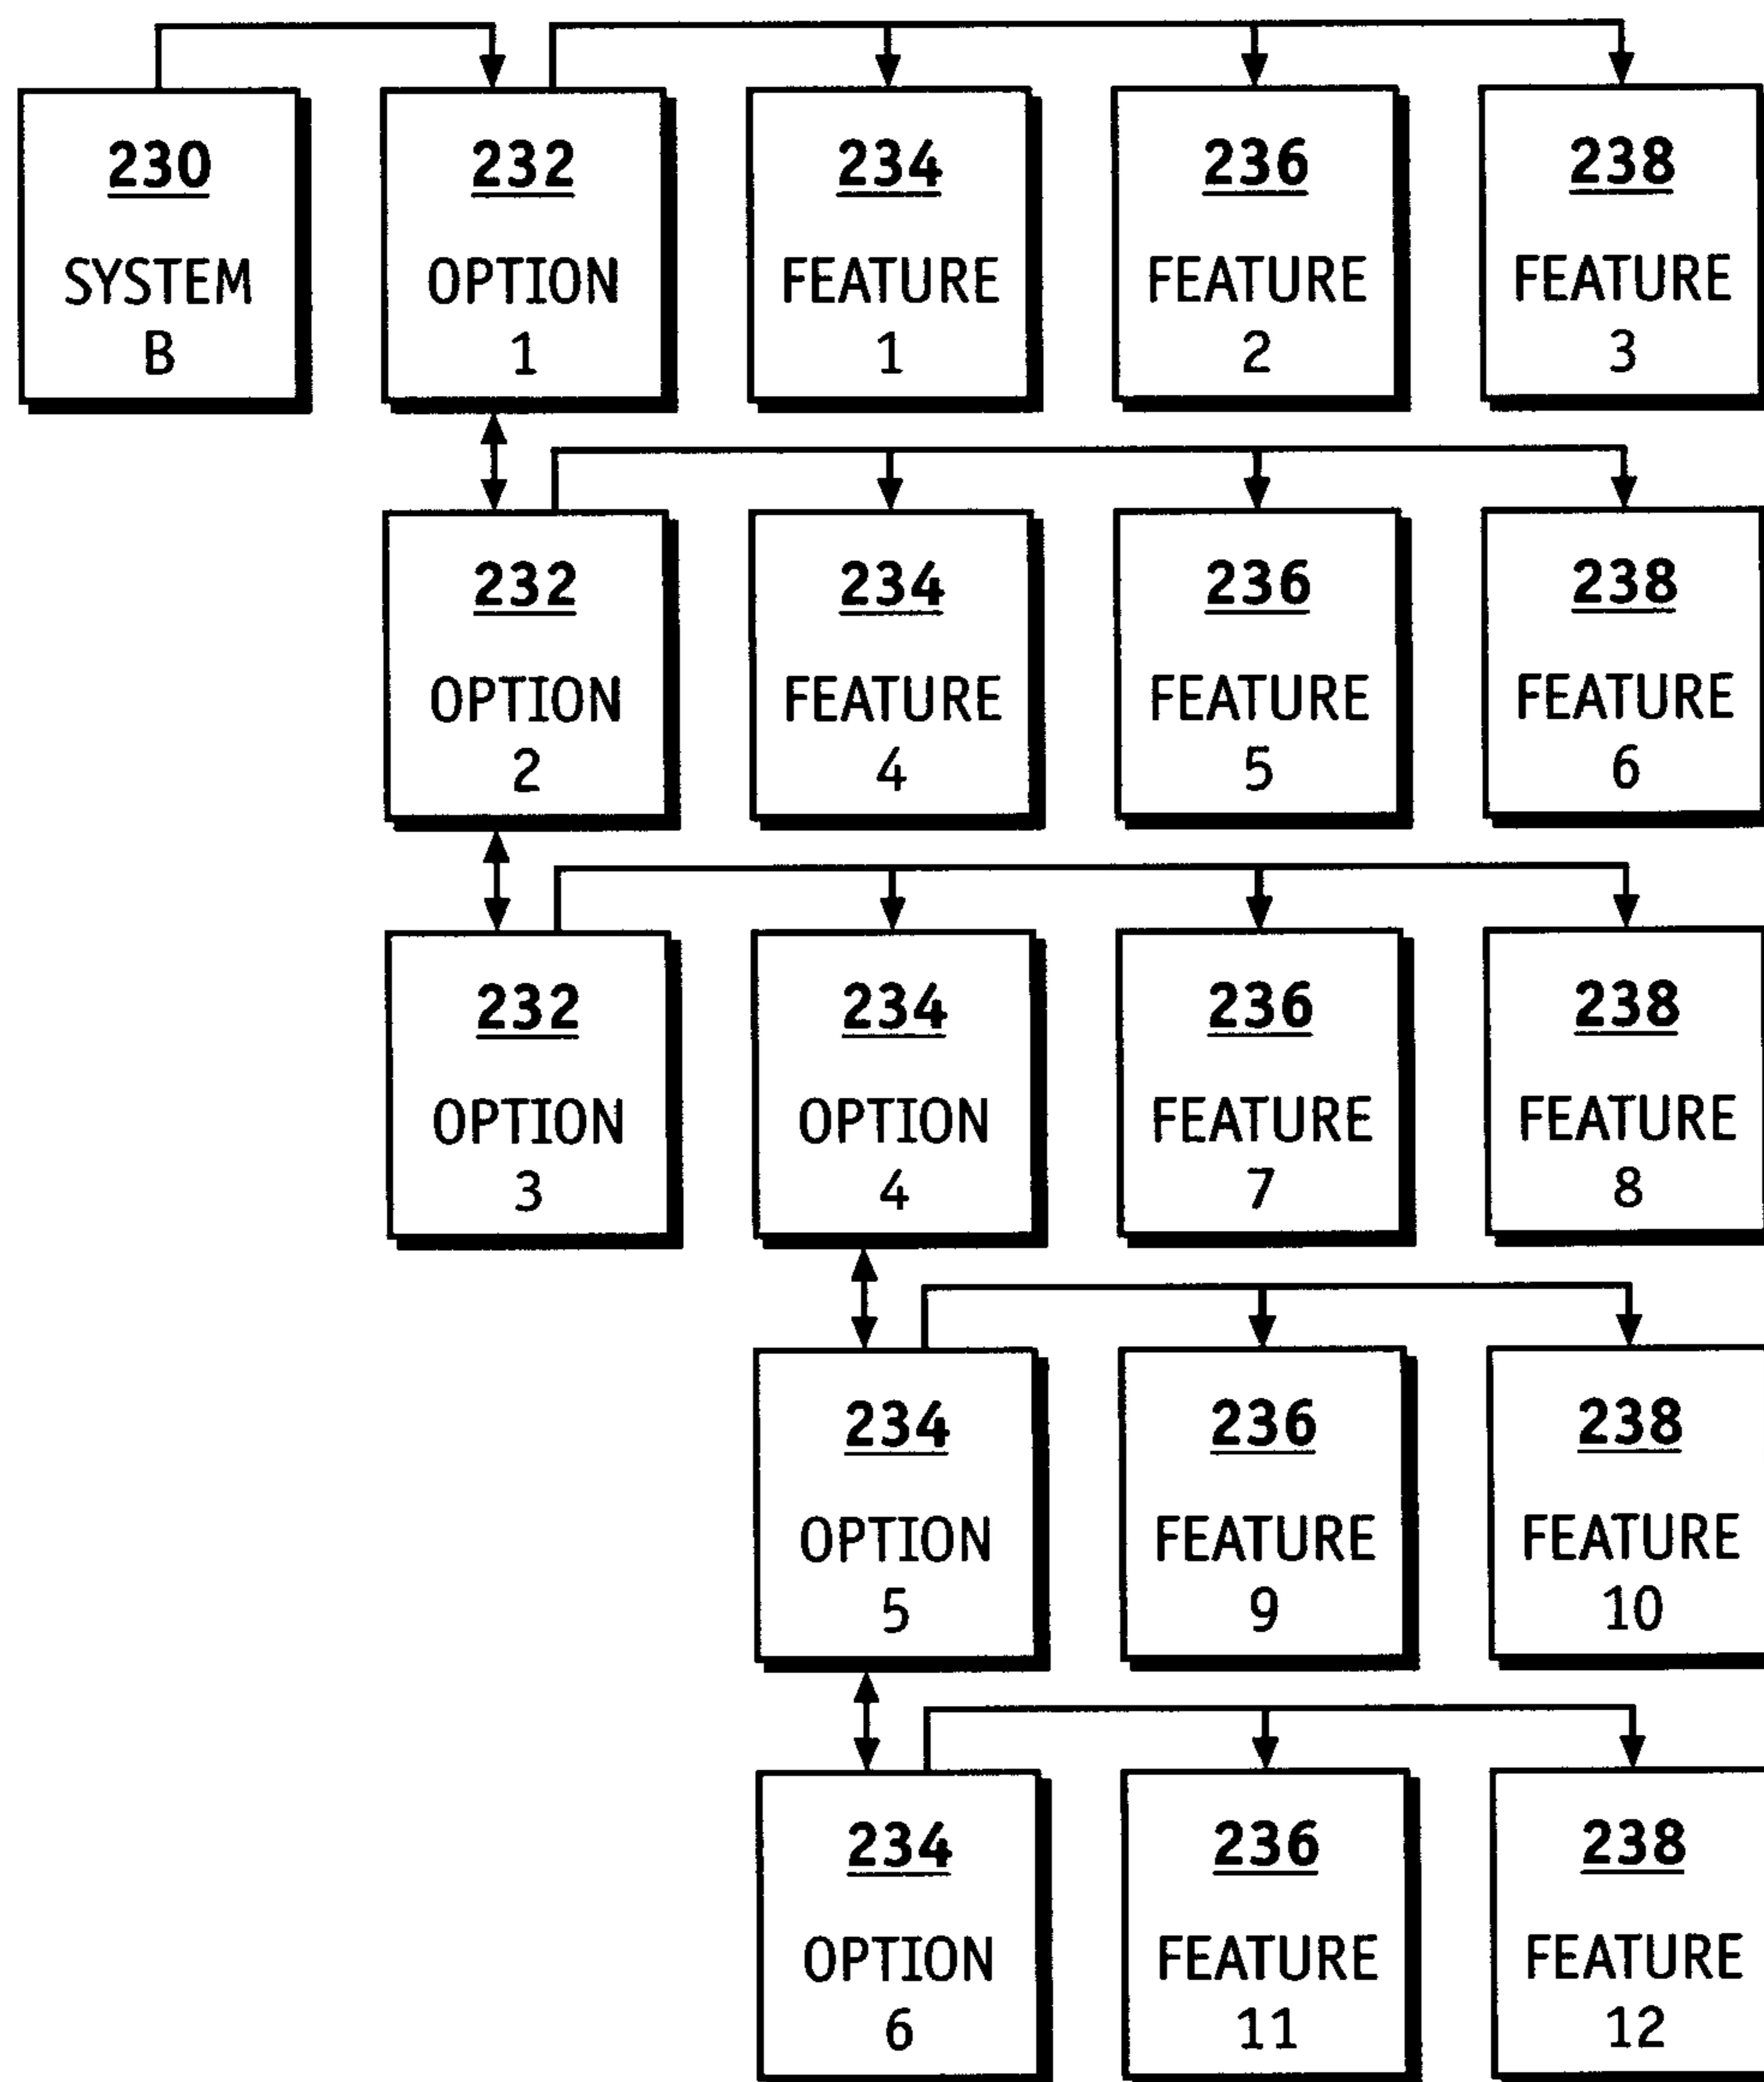 230
SYSTEM
B
232
OPTION
1
234
FEATURE
1
236
FEATURE
2
238
FEATURE
3
232
OPTION
2
234
FEATURE
4
236
FEATURE
5
238
FEATURE
6
232
OPTION
3
234
OPTION
4
236
FEATURE
7
238
FEATURE
8
234
OPTION
5
236
FEATURE
9
238
FEATURE
10
234
OPTION
6
236
FEATURE
11
238
FEATURE
12